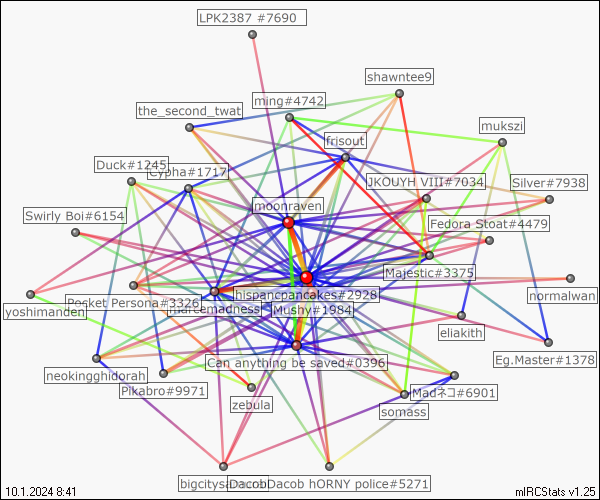 LPK2387 #7690
shawntee9
ming#4742
the_second_twat
mukszi
frisout
Duck#1245
Cypha#1717
JKOUYH VIII#7034
Silver#7938
moonraven
Swirly Boi#6154
Fedora Stoat#4479
Majestic#3375
hispancpancakes#2928
normalwan
Pocket Persona#3326
marcemadness
Mushy#1984
yoshimanden
eliakith
Can anything be saved#0396
Eg.Master#1378
neokingghidorah
Pikabro#9971
Madネコ#6901
zebula
somass
DacobDacob hORNY police#5271
10.1.2024 8:41
mIRCStats v1.25